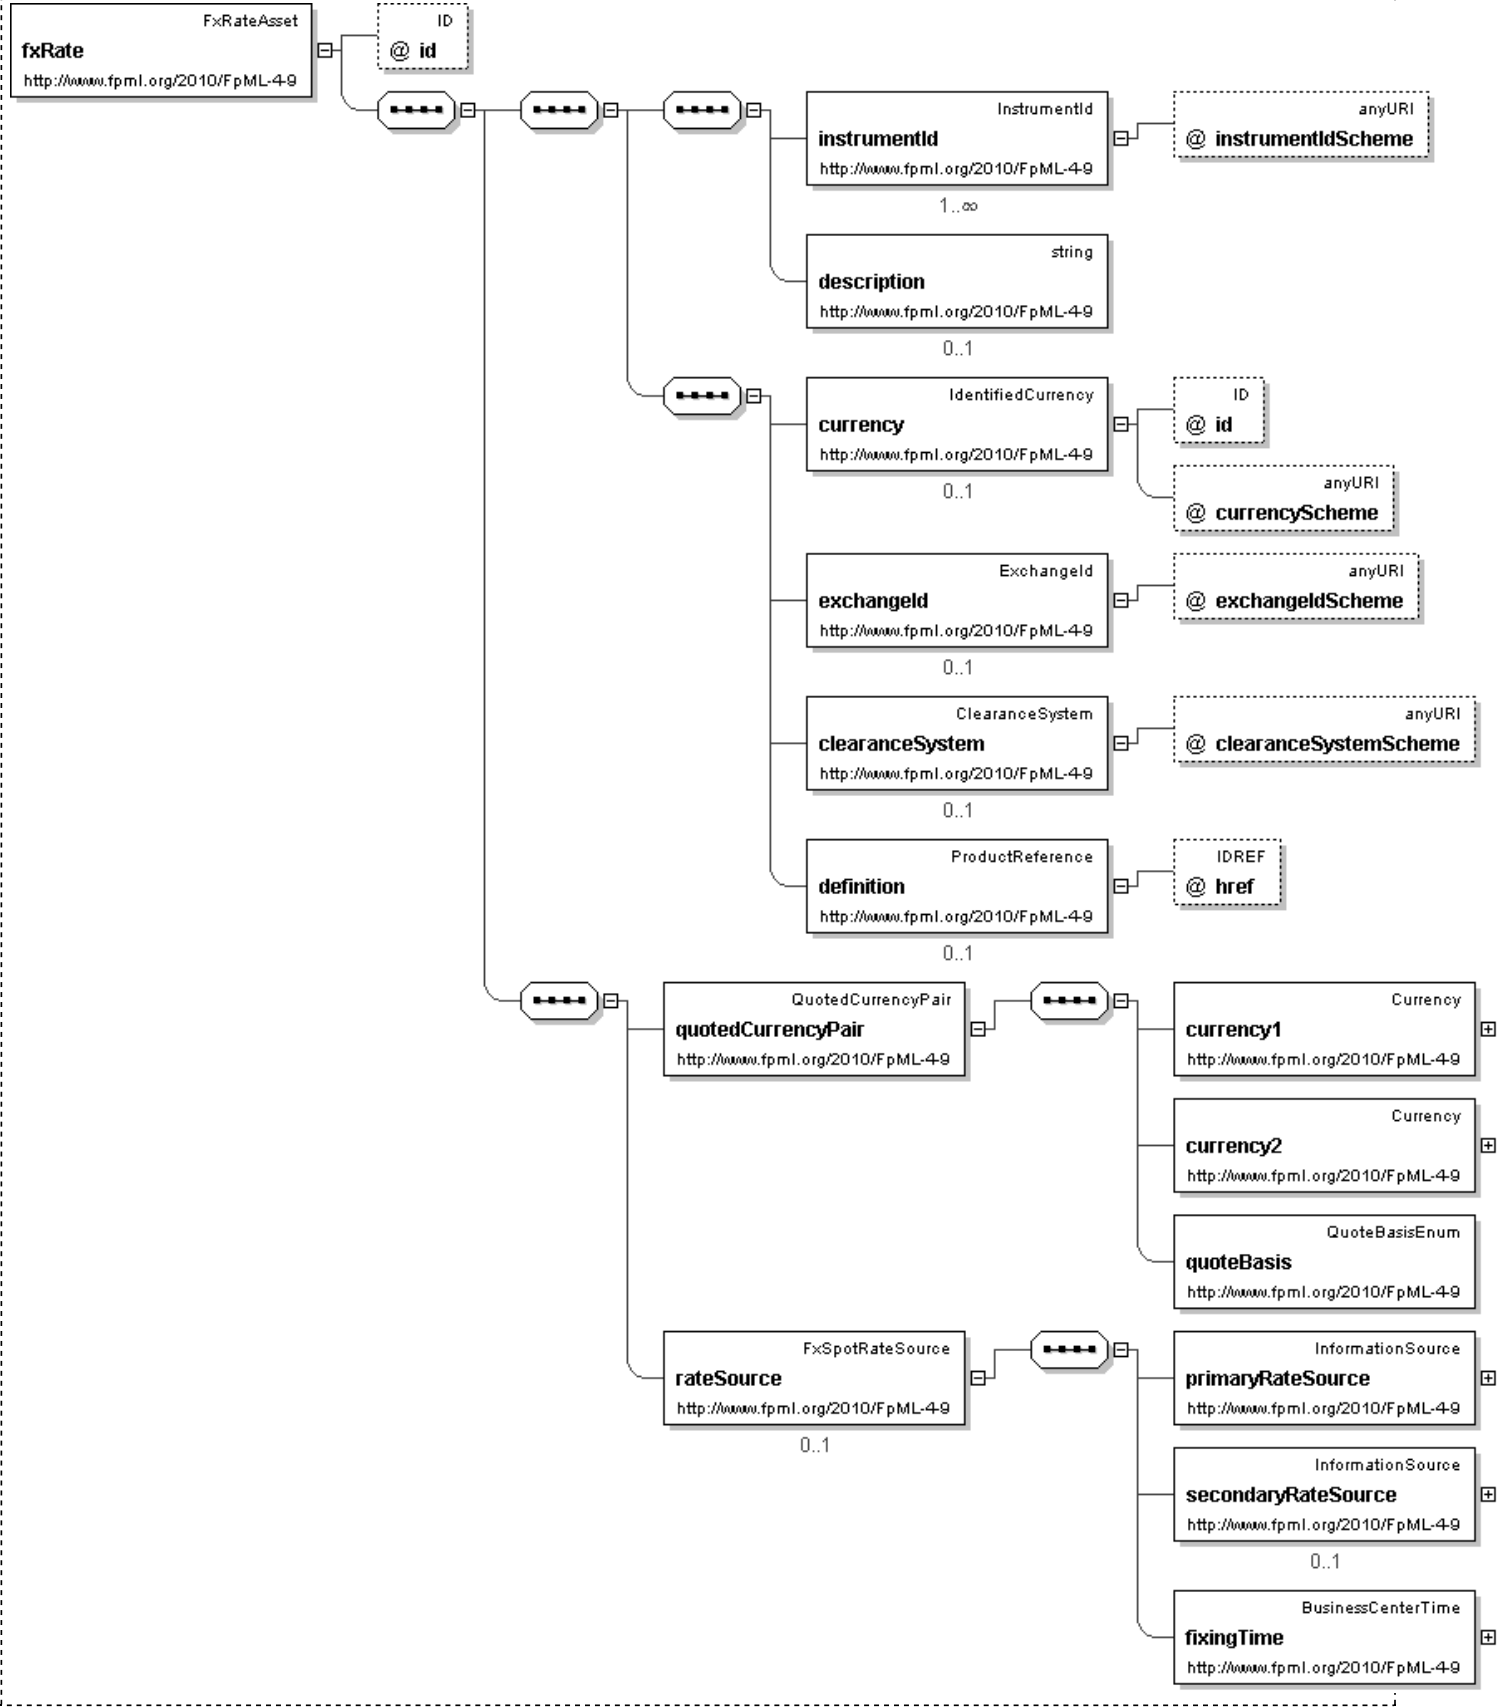 FxRateAsset
fxRate
http://www.fpml.org/2010/FpML-4-9
ID
@ id
InstrumentId
instrumentId
http://www.fpml.org/2010/FpML-4-9
1..∞
anyURI
@ instrumentIdScheme
string
description
http://www.fpml.org/2010/FpML-4-9
0..1
IdentifiedCurrency
currency
http://www.fpml.org/2010/FpML-4-9
0..1
ID
@ id
anyURI
@ currencyScheme
ExchangeId
exchangeId
http://www.fpml.org/2010/FpML-4-9
0..1
anyURI
@ exchangeIdScheme
ClearanceSystem
clearanceSystem
http://www.fpml.org/2010/FpML-4-9
0..1
anyURI
@ clearanceSystemScheme
ProductReference
definition
http://www.fpml.org/2010/FpML-4-9
0..1
IDREF
@ href
QuotedCurrencyPair
quotedCurrencyPair
http://www.fpml.org/2010/FpML-4-9
Currency
currency1
http://www.fpml.org/2010/FpML-4-9
Currency
currency2
http://www.fpml.org/2010/FpML-4-9
QuoteBasisEnum
quoteBasis
http://www.fpml.org/2010/FpML-4-9
FxSpotRateSource
rateSource
http://www.fpml.org/2010/FpML-4-9
0..1
InformationSource
primaryRateSource
http://www.fpml.org/2010/FpML-4-9
InformationSource
secondaryRateSource
http://www.fpml.org/2010/FpML-4-9
0..1
BusinessCenterTime
fixingTime
http://www.fpml.org/2010/FpML-4-9